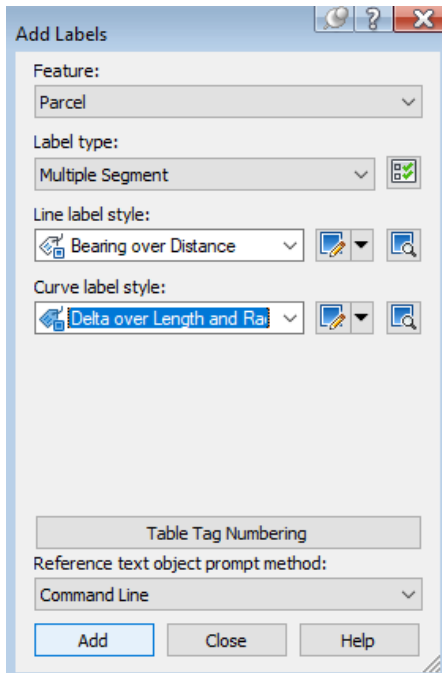 Add Labels
?
Feature:
Parcel
Label type:
Multiple Segment
Line label style:
Bearing over Distance
Curve label style:
Delta over Length and Rad
Table Tag Numbering
Reference text object prompt method:
Command Line
Add Close Help